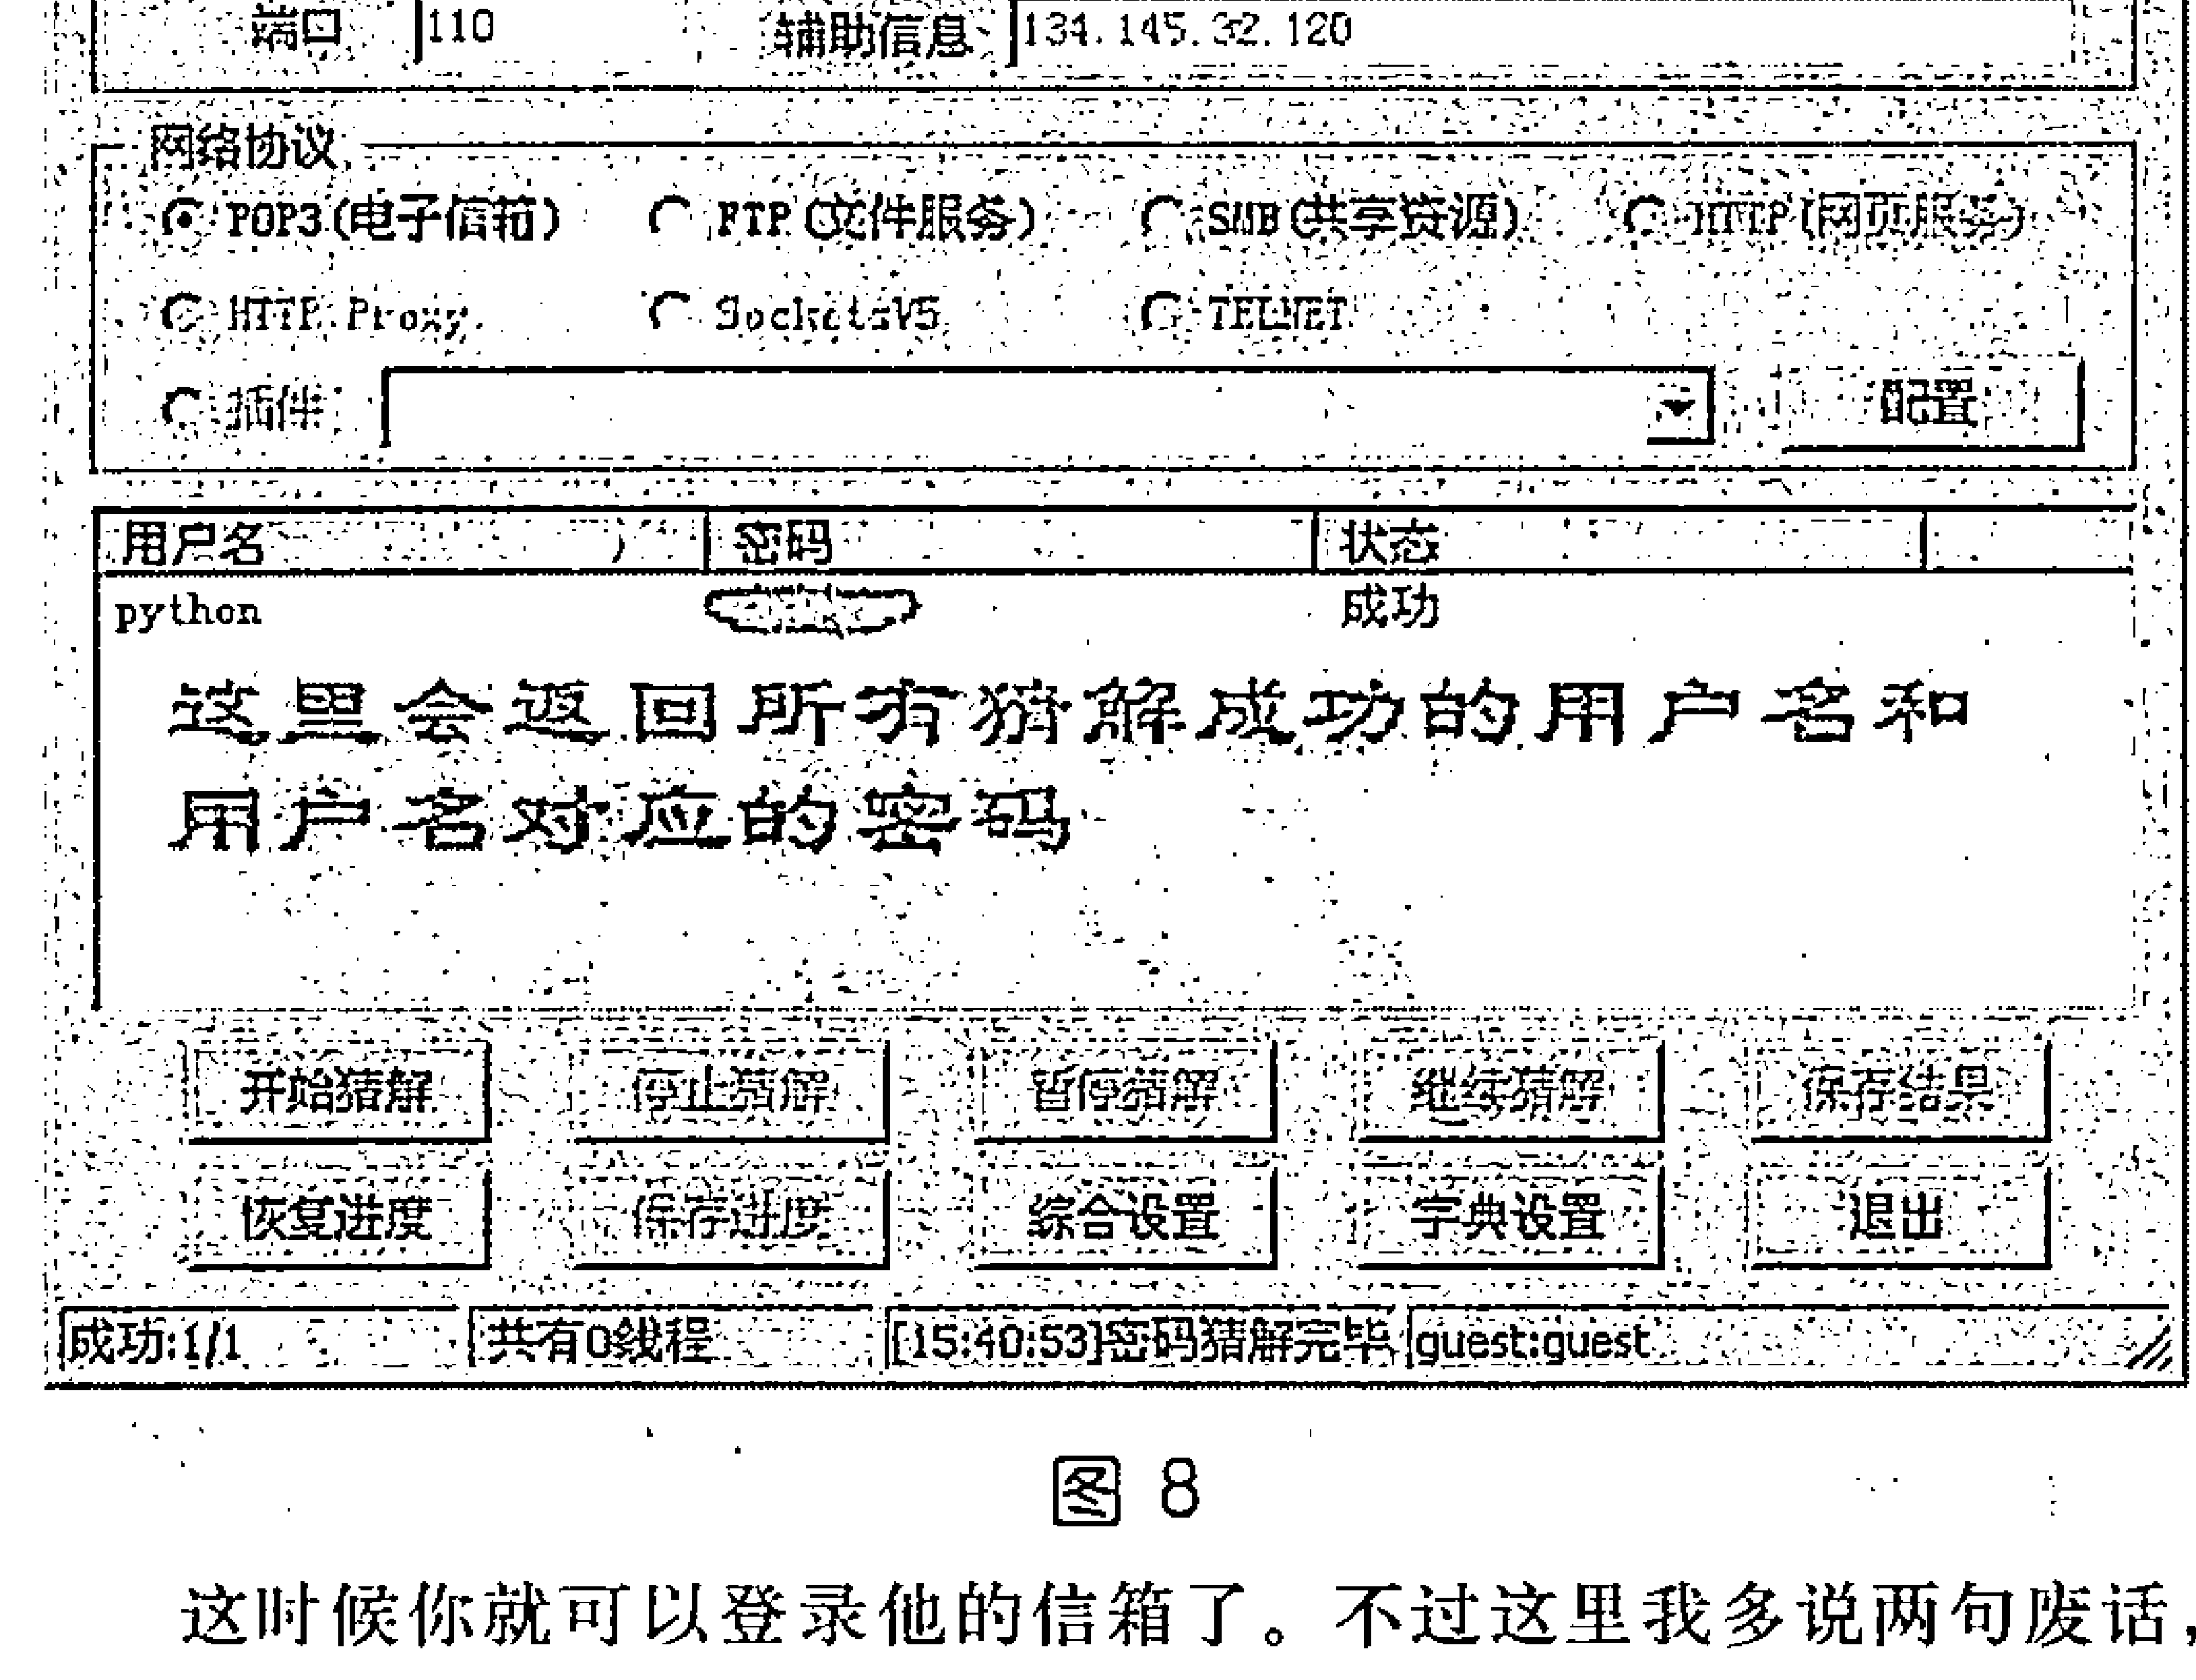 端口 110 辅助信息 134.145.32.120
网络协议
POP3(电子信箱) FTP(文件服务) SMB(共享资源) HTTP(网页服务)
HTTP Proxy SocketsV5 TELNET
插件 配置
用户名 密码 状态
python 成功
这里会返回所有猜解成功的用户名和
用户名对应的密码
开始猜解 停止猜解 暂停猜解 继续猜解 保存结果
恢复进度 保存进度 综合设置 字典设置 退出
成功:1/1 共有0线程 [15:40:53]密码猜解完毕 guest:guest
图 8
这时候你就可以登录他的信箱了。不过这里我多说两句废话,